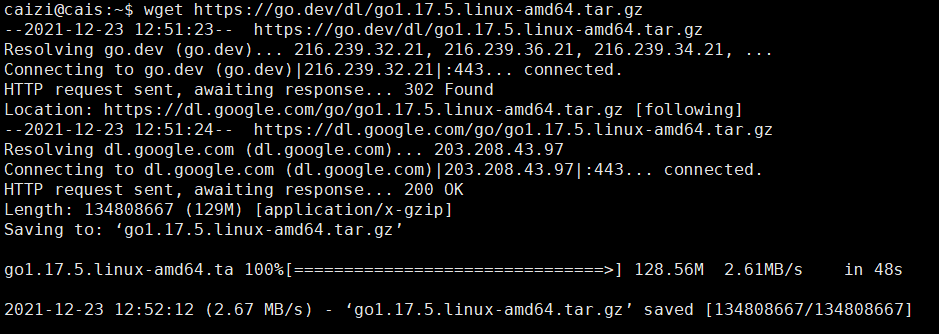 caizi@cais:~$ wget https://go.dev/dl/go1.17.5.linux-amd64.tar.gz
--2021-12-23 12:51:23--  https://go.dev/dl/go1.17.5.linux-amd64.tar.gz
Resolving go.dev (go.dev)... 216.239.32.21, 216.239.36.21, 216.239.34.21, ...
Connecting to go.dev (go.dev)|216.239.32.21|:443... connected.
HTTP request sent, awaiting response... 302 Found
Location: https://dl.google.com/go/go1.17.5.linux-amd64.tar.gz [following]
--2021-12-23 12:51:24--  https://dl.google.com/go/go1.17.5.linux-amd64.tar.gz
Resolving dl.google.com (dl.google.com)... 203.208.43.97
Connecting to dl.google.com (dl.google.com)|203.208.43.97|:443... connected.
HTTP request sent, awaiting response... 200 OK
Length: 134808667 (129M) [application/x-gzip]
Saving to: ‘go1.17.5.linux-amd64.tar.gz’
go1.17.5.linux-amd64.ta 100%[===============================>] 128.56M  2.61MB/s    in 48s
2021-12-23 12:52:12 (2.67 MB/s) - ‘go1.17.5.linux-amd64.tar.gz’ saved [134808667/134808667]